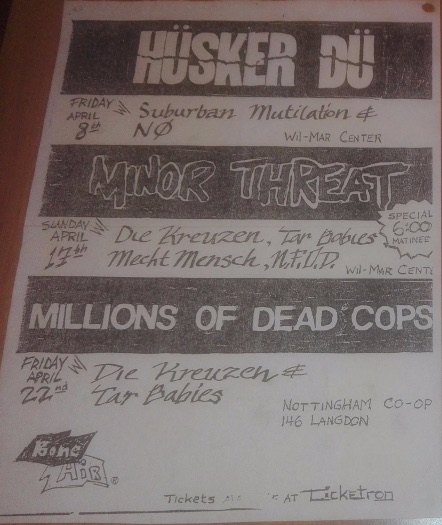 HÜSKER DÜ
FRIDAY APRIL 8th W/ Suburban Mutilation &
NØ
WIL-MAR CENTER
MINOR THREAT
SPECIAL
6:00
MATINEE
SUNDAY APRIL 17th W/ Die Kreuzen, Tar Babies
Mecht Mensch, N.F.O.D.
WIL-MAR CENTE
MILLIONS OF DEAD COPS
FRIDAY APRIL 22nd W/ Die Kreuzen &
Tar Babies
NOTTINGHAM CO-OP
146 LANGDON
Bone
Air ®
Tickets AT Ticketron